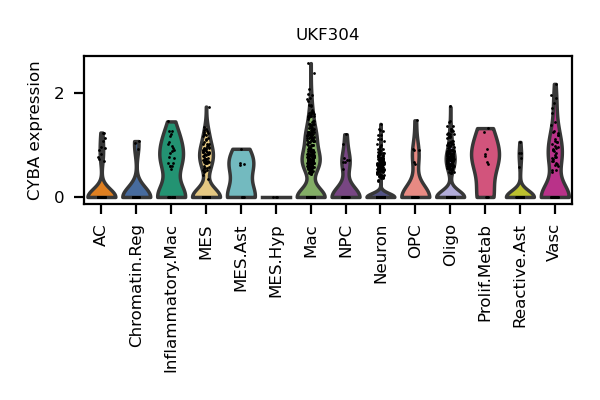 UKF304
CYBA expression
2
0
AC
Chromatin.Reg
Inflammatory.Mac
MES
MES.Ast
MES.Hyp
Mac
NPC
Neuron
OPC
Oligo
Prolif.Metab
Reactive.Ast
Vasc